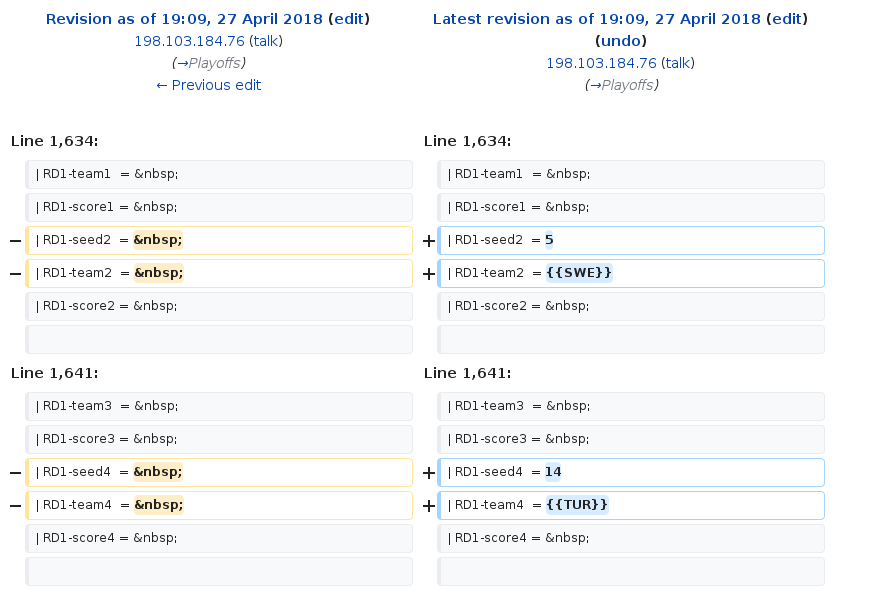 Revision as of 19:09, 27 April 2018 (edit)
198.103.184.76 (talk)
(→Playoffs)
← Previous edit
Latest revision as of 19:09, 27 April 2018 (edit)
(undo)
198.103.184.76 (talk)
(→Playoffs)
Line 1,634:
Line 1,634:
| RD1-team1 = &nbsp;
| RD1-team1 = &nbsp;
| RD1-score1 = &nbsp;
| RD1-score1 = &nbsp;
− | RD1-seed2 = &nbsp;
+ | RD1-seed2 = 5
− | RD1-team2 = &nbsp;
+ | RD1-team2 = {{SWE}}
| RD1-score2 = &nbsp;
| RD1-score2 = &nbsp;
Line 1,641:
Line 1,641:
| RD1-team3 = &nbsp;
| RD1-team3 = &nbsp;
| RD1-score3 = &nbsp;
| RD1-score3 = &nbsp;
− | RD1-seed4 = &nbsp;
+ | RD1-seed4 = 14
− | RD1-team4 = &nbsp;
+ | RD1-team4 = {{TUR}}
| RD1-score4 = &nbsp;
| RD1-score4 = &nbsp;